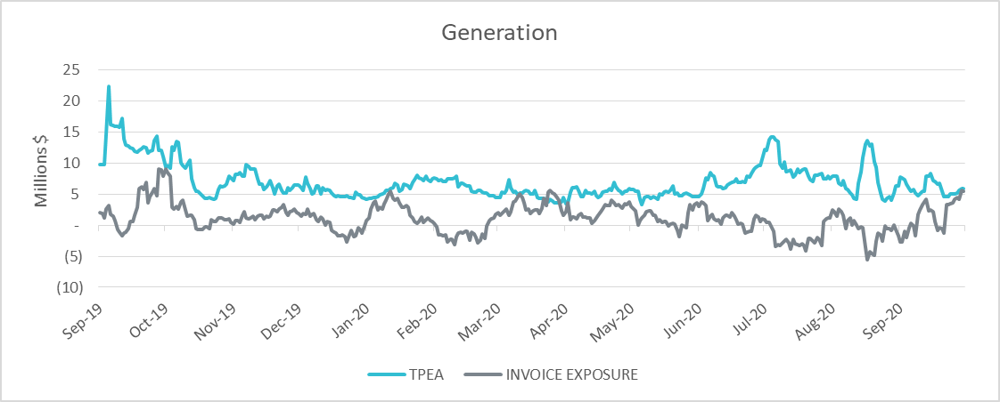 Generation
Millions $
25
20
15
10
5
-
(5)
(10)
Sep-19
Oct-19
Nov-19
Dec-19
Jan-20
Feb-20
Mar-20
Apr-20
May-20
Jun-20
Jul-20
Aug-20
Sep-20
TPEA
INVOICE EXPOSURE